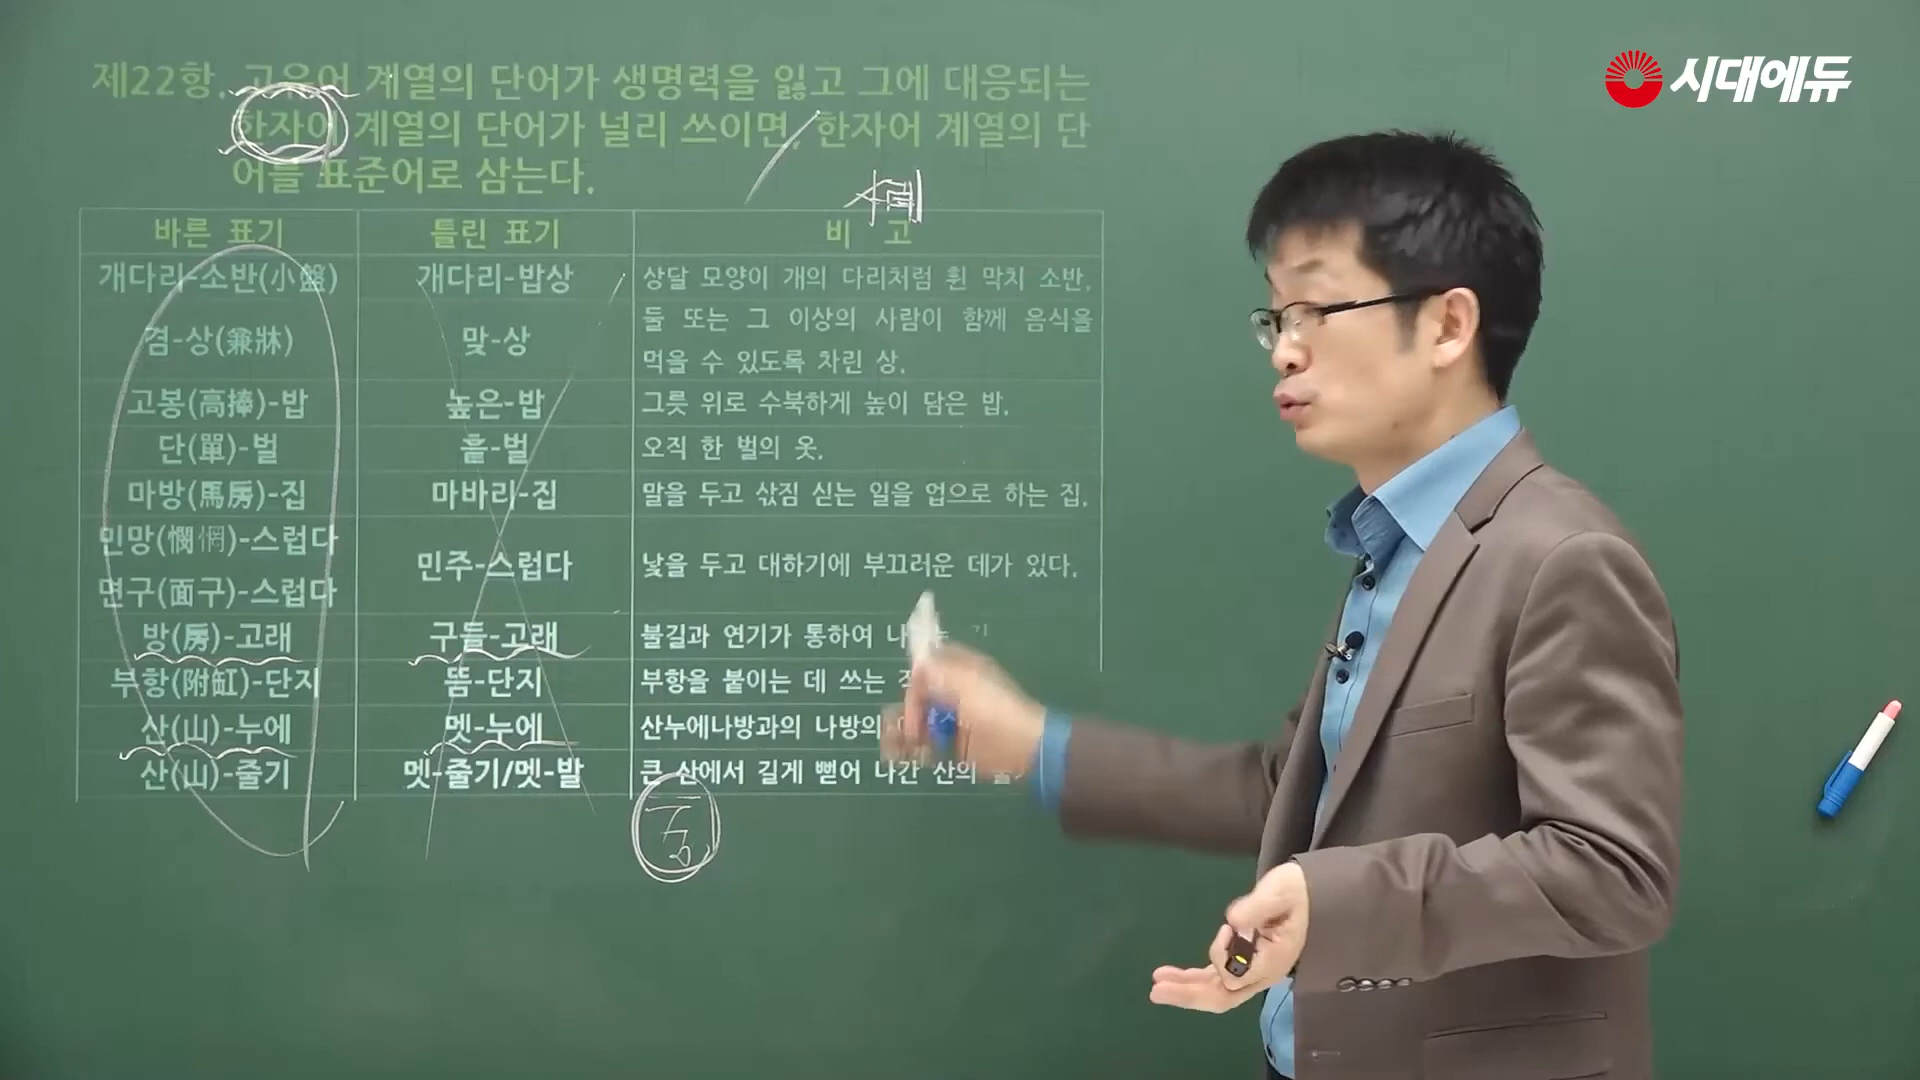 시대에듀
제22항. 고유어 계열의 단어가 생명력을 잃고 그에 대응되는
한자어 계열의 단어가 널리 쓰이면, 한자어 계열의 단
어를 표준어로 삼는다.
바른 표기 틀린 표기 비 고
개다리-소반(小盤) 개다리-밥상 상달 모양이 개의 다리처럼 휜 막치 소반.
겸-상(兼牀) 맞-상 둘 또는 그 이상의 사람이 함께 음식을
먹을 수 있도록 차린 상.
고봉(高捧)-밥 높은-밥 그릇 위로 수북하게 높이 담은 밥.
단(單)-벌 홑-벌 오직 한 벌의 옷.
마방(馬房)-집 마바리-집 말을 두고 삯짐 싣는 일을 업으로 하는 집.
민망(憫惘)-스럽다
면구(面구)-스럽다 민주-스럽다 낯을 두고 대하기에 부끄러운 데가 있다.
방(房)-고래 구들-고래 불길과 연기가 통하여
부항(附缸)-단지 뜸-단지 부항을 붙이는 데 쓰는
산(山)-누에 멧-누에 산누에나방과의 나방의
산(山)-줄기 멧-줄기/멧-발 큰 산에서 길게 뻗어 나간 산의